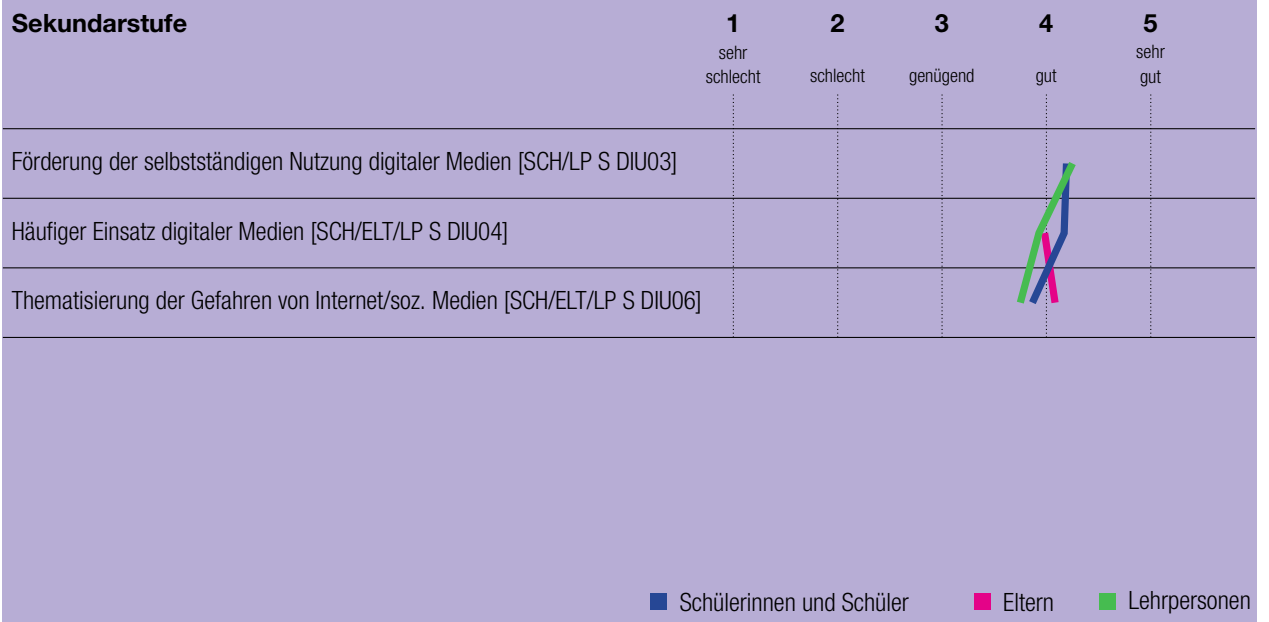 Sekundarstufe 1 2 3 4 5
sehr sehr
schlecht schlecht genügend gut gut
Förderung der selbstständigen Nutzung digitaler Medien [SCH/LP S DIU03]
Häufiger Einsatz digitaler Medien [SCH/ELT/LP S DIU04]
Thematisierung der Gefahren von Internet/soz. Medien [SCH/ELT/LP S DIU06]
Schülerinnen und Schüler Eltern Lehrpersonen